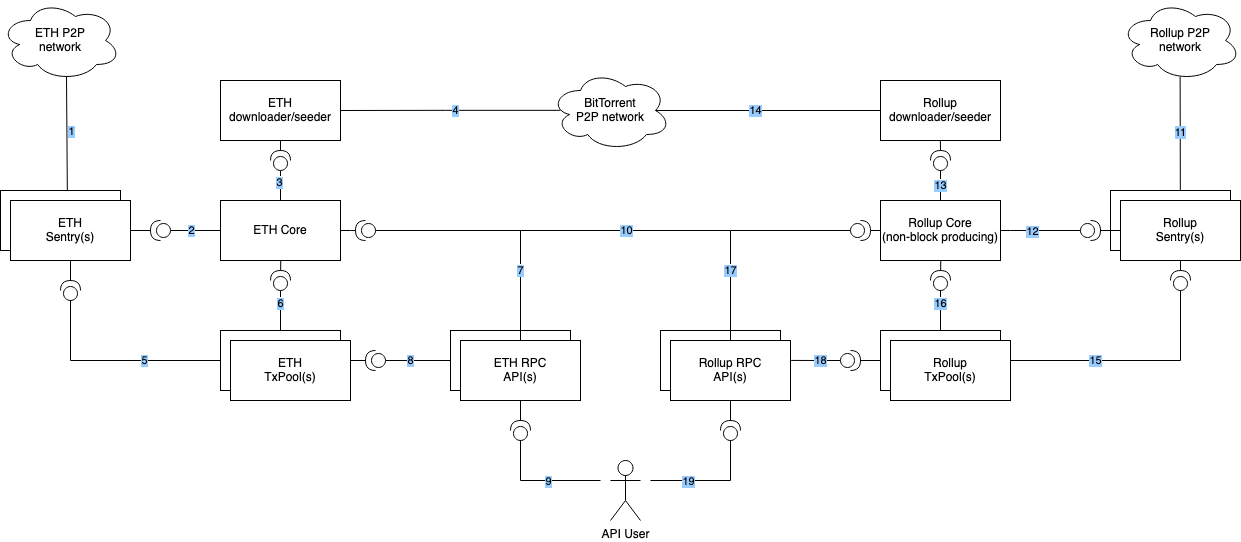 ETH P2P
network
Rollup P2P
network
ETH
downloader/seeder
4
BitTorrent
P2P network
14
Rollup
downloader/seeder
1
11
3
13
ETH
Sentry(s)
2
ETH Core
10
Rollup Core
(non-block producing)
12
Rollup
Sentry(s)
7
17
6
16
5
ETH
TxPool(s)
8
ETH RPC
API(s)
Rollup RPC
API(s)
18
Rollup
TxPool(s)
15
9
19
API User